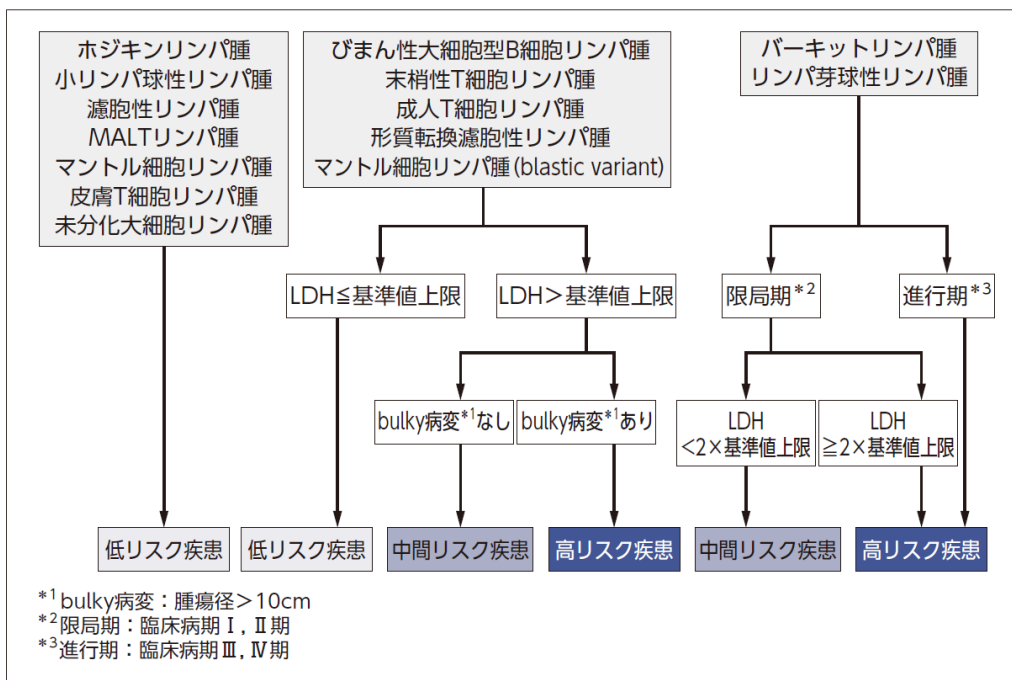 ホジキンリンパ腫
小リンパ球性リンパ腫
濾胞性リンパ腫
MALTリンパ腫
マントル細胞リンパ腫
皮膚T細胞リンパ腫
未分化大細胞リンパ腫
びまん性大細胞型B細胞リンパ腫
末梢性T細胞リンパ腫
成人T細胞リンパ腫
形質転換濾胞性リンパ腫
マントル細胞リンパ腫(blastic variant)
バーキットリンパ腫
リンパ芽球性リンパ腫
LDH≦基準値上限
LDH＞基準値上限
限局期*2
進行期*3
bulky病変*1なし
bulky病変*1あり
LDH
<2×基準値上限
LDH
≧2×基準値上限
低リスク疾患
低リスク疾患
中間リスク疾患
高リスク疾患
中間リスク疾患
高リスク疾患
*1 bulky病変：腫瘍径＞10cm
*2限局期：臨床病期Ⅰ，Ⅱ期
*3進行期：臨床病期Ⅲ，Ⅳ期